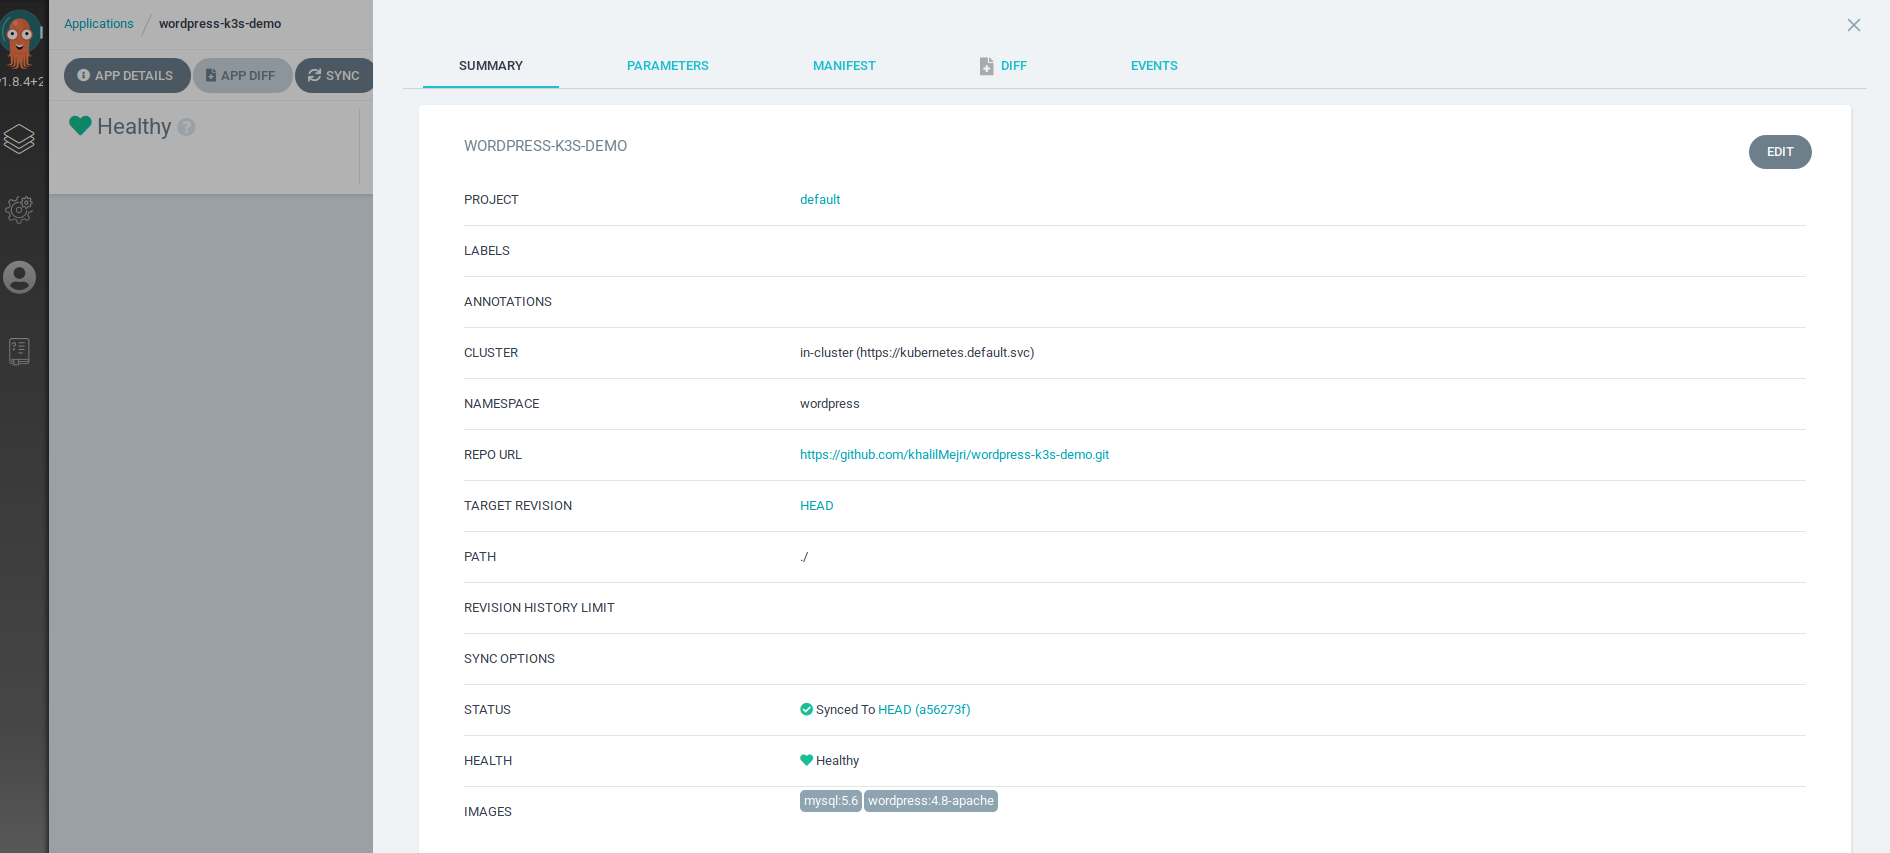 Applications / wordpress-k3s-demo
v1.8.4+2
APP DETAILS APP DIFF SYNC
Healthy ?
SUMMARY PARAMETERS MANIFEST DIFF EVENTS
WORDPRESS-K3S-DEMO
EDIT
PROJECT default
LABELS
ANNOTATIONS
CLUSTER in-cluster (https://kubernetes.default.svc)
NAMESPACE wordpress
REPO URL https://github.com/khalilMejri/wordpress-k3s-demo.git
TARGET REVISION HEAD
PATH ./
REVISION HISTORY LIMIT
SYNC OPTIONS
STATUS Synced To HEAD (a56273f)
HEALTH Healthy
IMAGES mysql:5.6 wordpress:4.8-apache